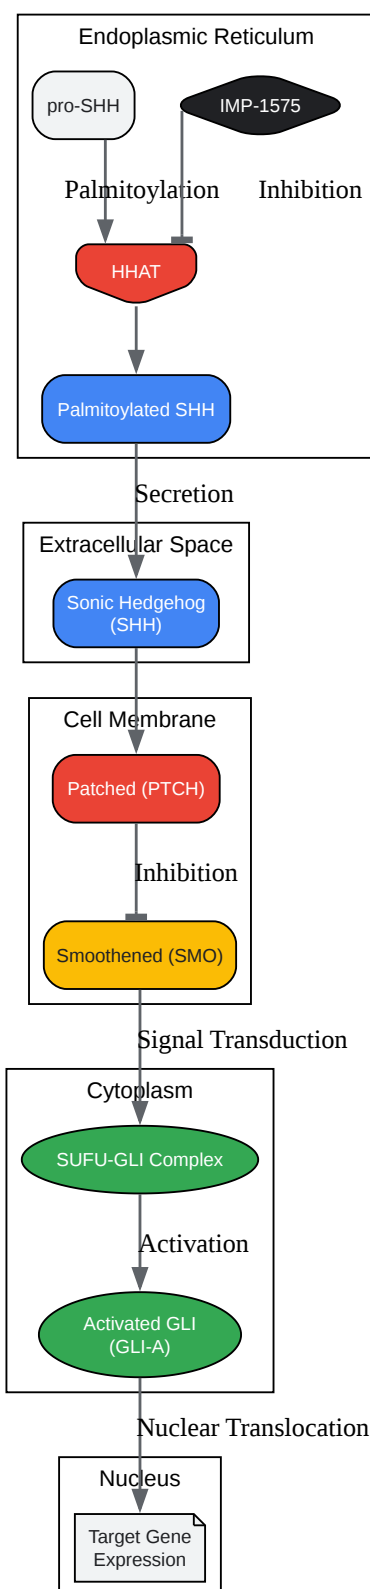 Endoplasmic Reticulum
pro-SHH
IMP-1575
Palmitoylation
Inhibition
HHAT
Palmitoylated SHH
Secretion
Extracellular Space
Sonic Hedgehog
(SHH)
Cell Membrane
Patched (PTCH)
Inhibition
Smoothened (SMO)
Signal Transduction
Cytoplasm
SUFU-GLI Complex
Activation
Activated GLI
(GLI-A)
Nuclear Translocation
Nucleus
Target Gene
Expression